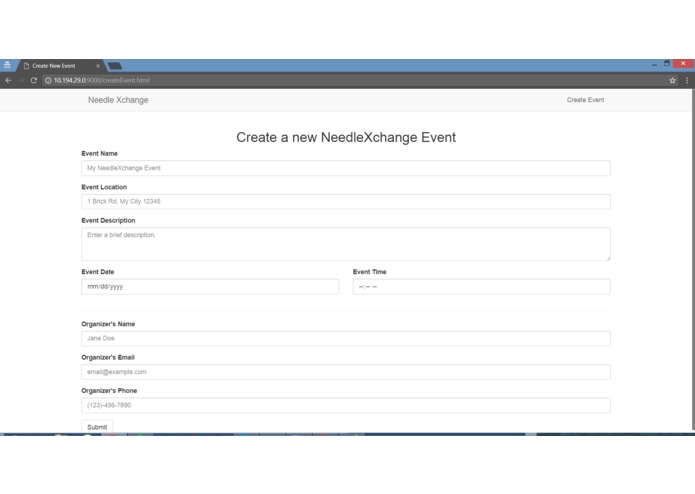 Create New Event
10.194.29.0:9000/createEvent.html
Needle Xchange
Create Event
Create a new NeedleXchange Event
Event Name
My NeedleXchange Event
Event Location
1 Brick Rd, My City 12345
Event Description
Enter a brief description.
Event Date
Event Time
mm/dd/yyyy
--:-- --
Organizer's Name
Jane Doe
Organizer's Email
email@example.com
Organizer's Phone
(123)-456-7890
Submit